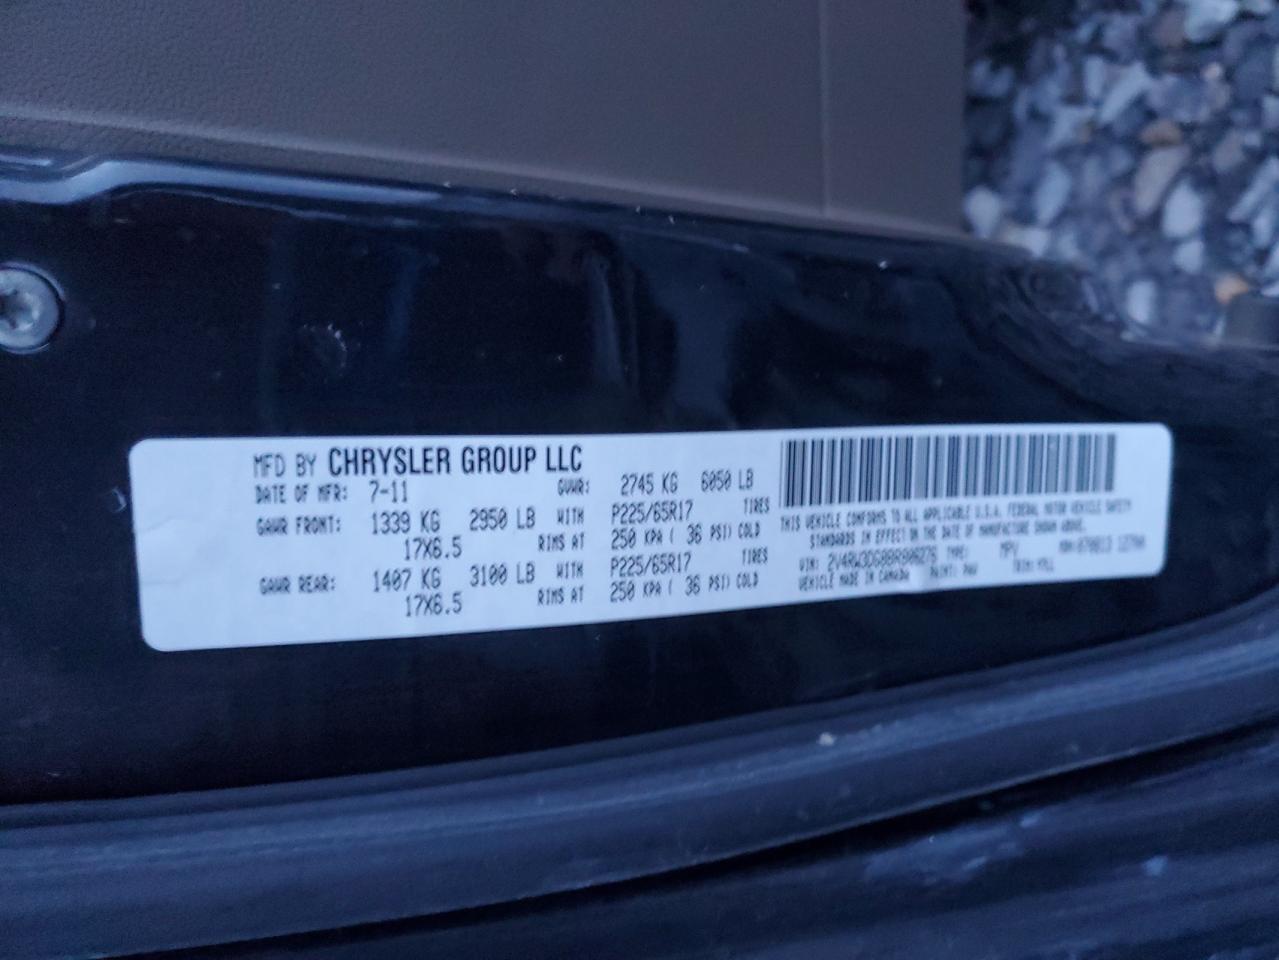 MFD BY CHRYSLER GROUP LLC
DATE OF MFR: 7-11 GVWR: 2745 KG 6050 LB
GAWR FRONT: 1339 KG 2950 LB WITH P225/65R17 TIRES
17X6.5 RIMS AT 250 KPA ( 36 PSI) COLD
GAWR REAR: 1407 KG 3100 LB WITH P225/65R17 TIRES
17X6.5 RIMS AT 250 KPA ( 36 PSI) COLD
THIS VEHICLE CONFORMS TO ALL APPLICABLE U.S.A. FEDERAL MOTOR VEHICLE SAFETY
STANDARDS IN EFFECT ON THE DATE OF MANUFACTURE SHOWN ABOVE.
VIN: TYPE: MPV
VEHICLE MADE IN CANADA PAINT: TRIM: